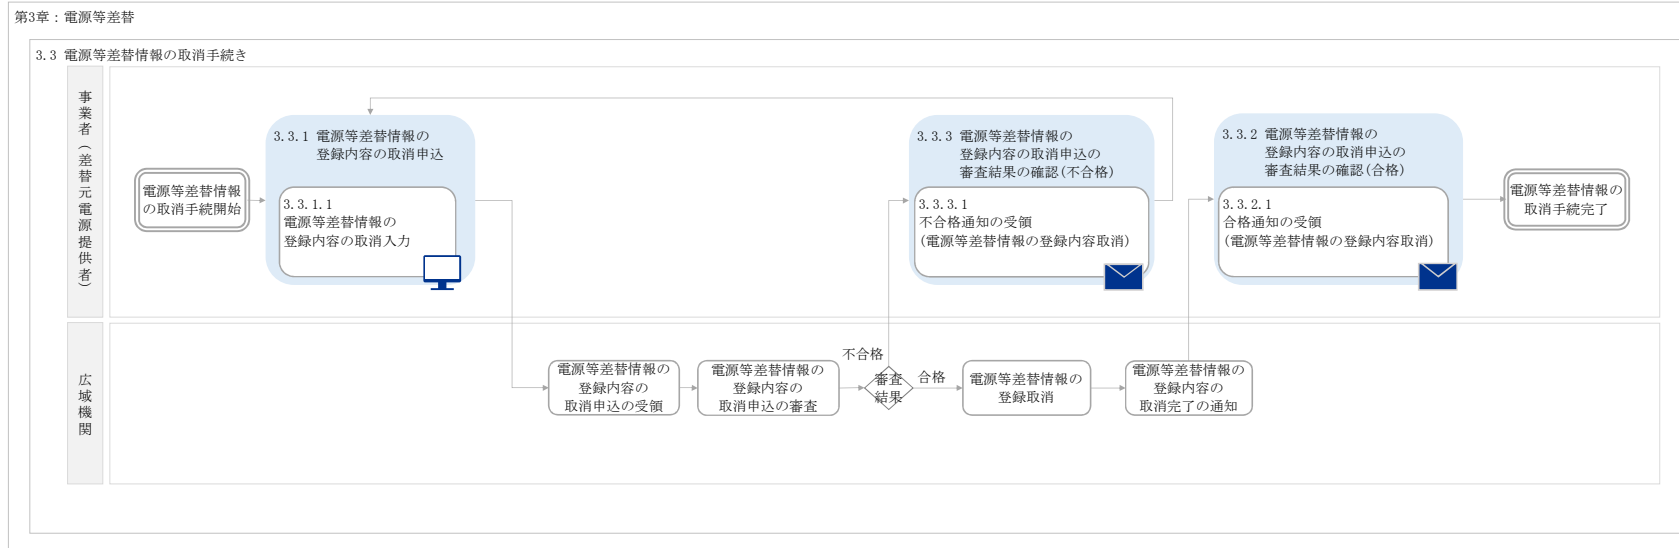 第3章：電源等差替
3.3 電源等差替情報の取消手続き
事業者（差替元電源提供者）
電源等差替情報
の取消手続開始
3.3.1 電源等差替情報の
登録内容の取消申込
3.3.1.1
電源等差替情報の
登録内容の取消入力
3.3.3 電源等差替情報の
登録内容の取消申込の
審査結果の確認(不合格)
3.3.3.1
不合格通知の受領
(電源等差替情報の登録内容取消)
3.3.2 電源等差替情報の
登録内容の取消申込の
審査結果の確認(合格)
3.3.2.1
合格通知の受領
(電源等差替情報の登録内容取消)
電源等差替情報の
取消手続完了
広域機関
電源等差替情報の
登録内容の
取消申込の受領
電源等差替情報の
登録内容の
取消申込の審査
不合格
審査
結果
合格
電源等差替情報の
登録取消
電源等差替情報の
登録内容の
取消完了の通知